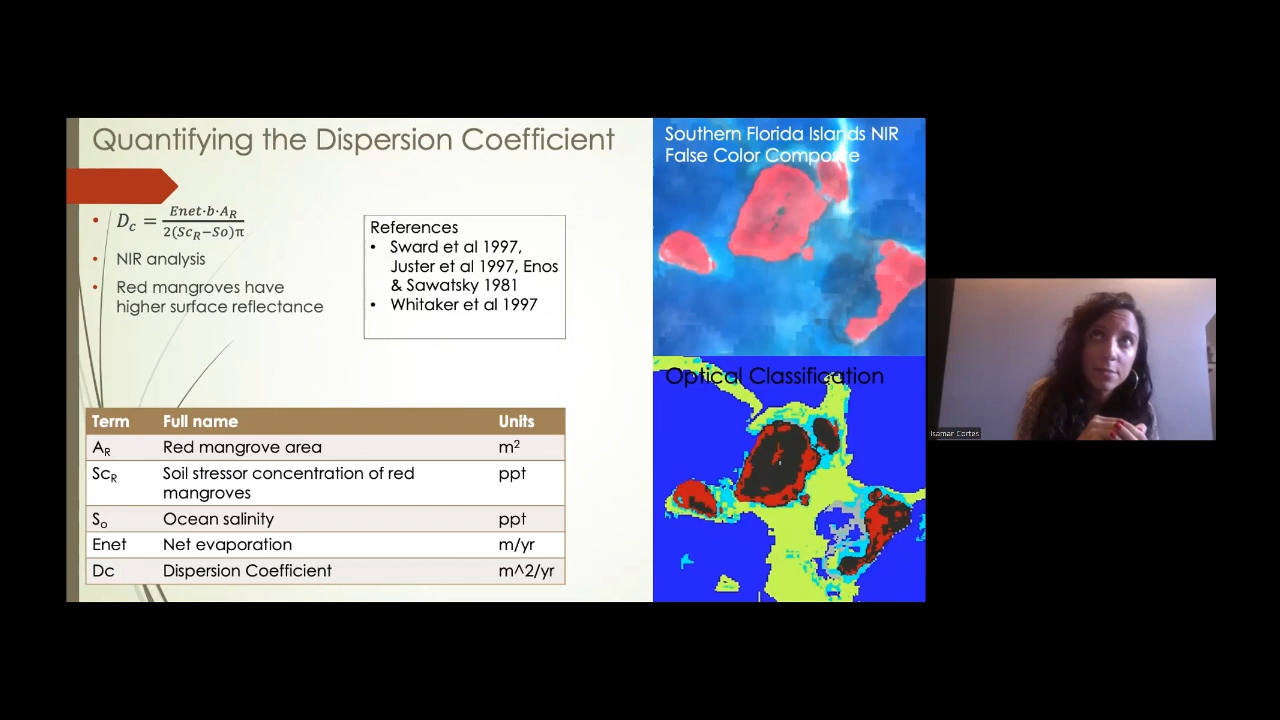 Quantifying the Dispersion Coefficient
• D_c = Enet·b·A_R / 2(Sc_R−So)π
• NIR analysis
• Red mangroves have
higher surface reflectance
References
• Sward et al 1997,
Juster et al 1997, Enos
& Sawatsky 1981
• Whitaker et al 1997
Term Full name Units
A_R Red mangrove area m²
Sc_R Soil stressor concentration of red
mangroves ppt
S_o Ocean salinity ppt
Enet Net evaporation m/yr
Dc Dispersion Coefficient m^2/yr
Southern Florida Islands NIR
False Color Composite
Optical Classification
Isamar Cortes